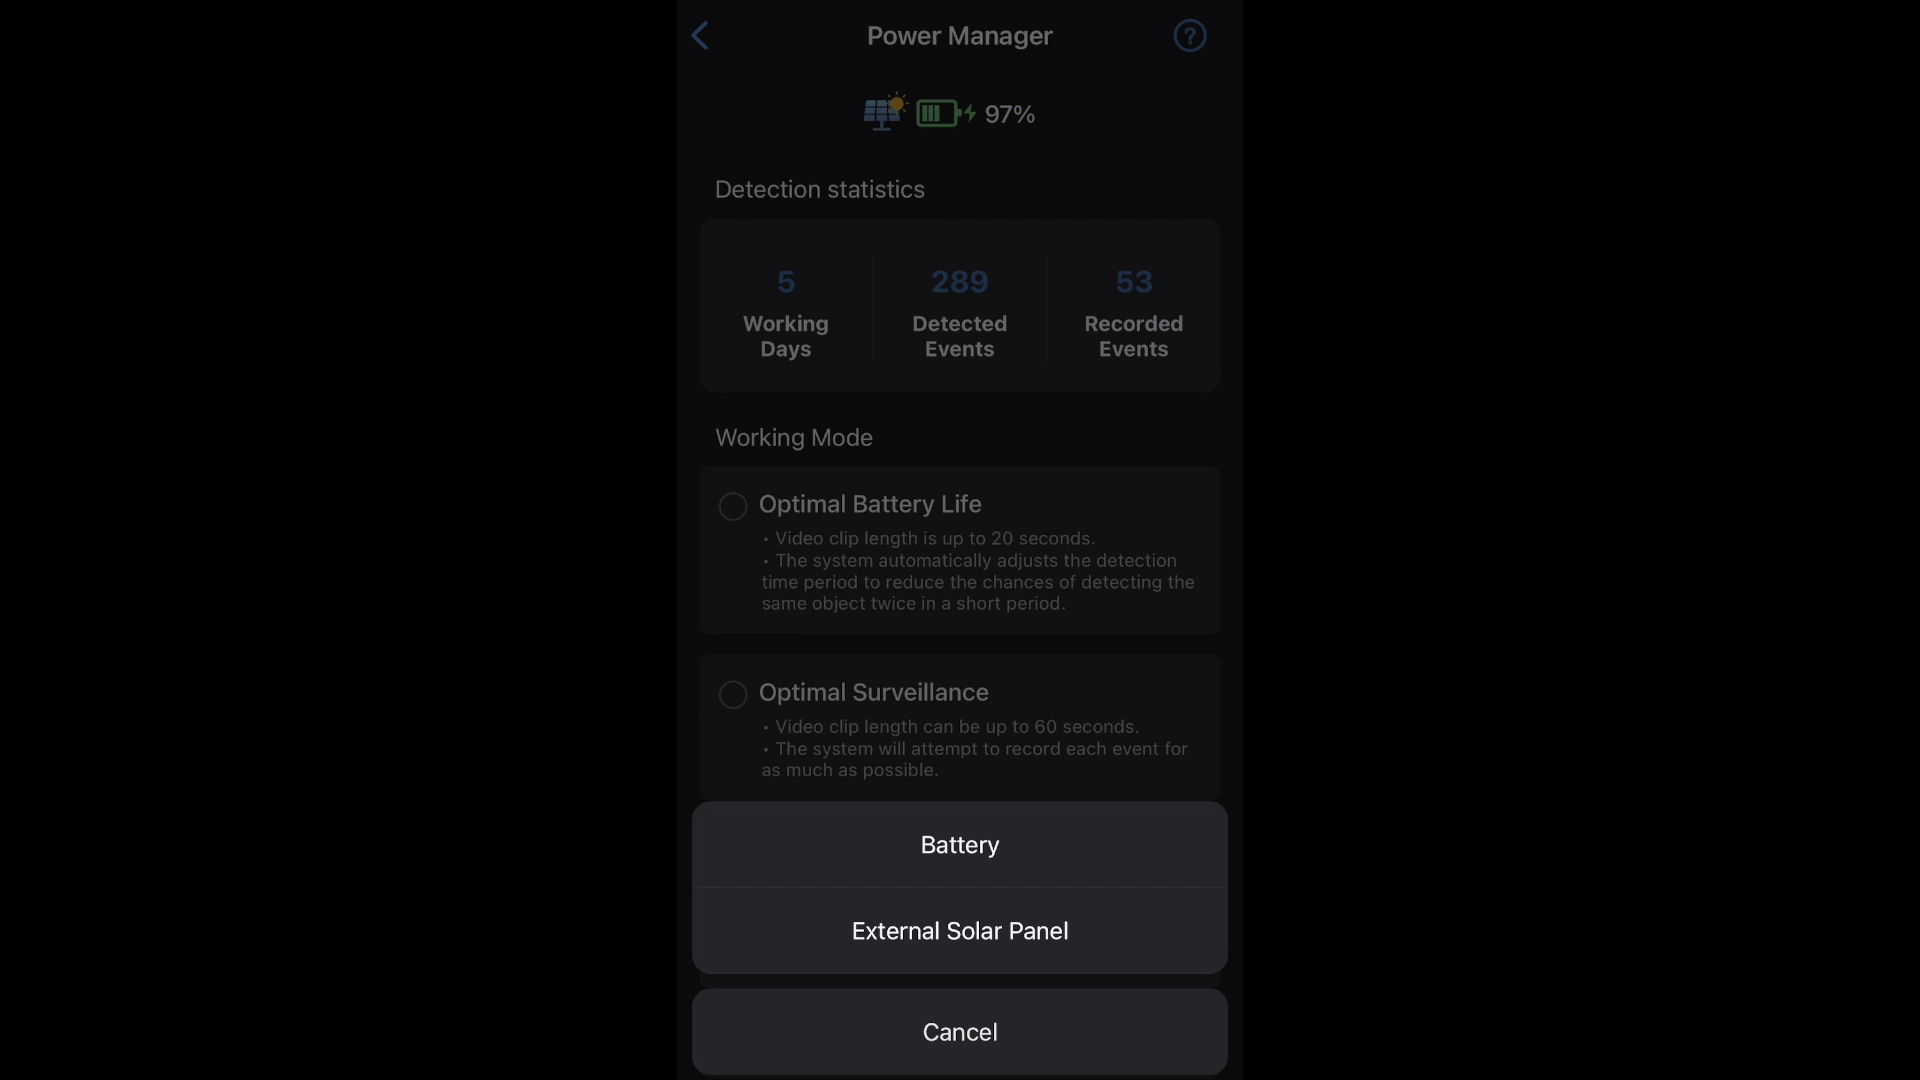 Power Manager
?
97%
Detection statistics
5
Working
Days
289
Detected
Events
53
Recorded
Events
Working Mode
Optimal Battery Life
• Video clip length is up to 20 seconds.
• The system automatically adjusts the detection
time period to reduce the chances of detecting the
same object twice in a short period.
Optimal Surveillance
• Video clip length can be up to 60 seconds.
• The system will attempt to record each event for
as much as possible.
Battery
External Solar Panel
Cancel